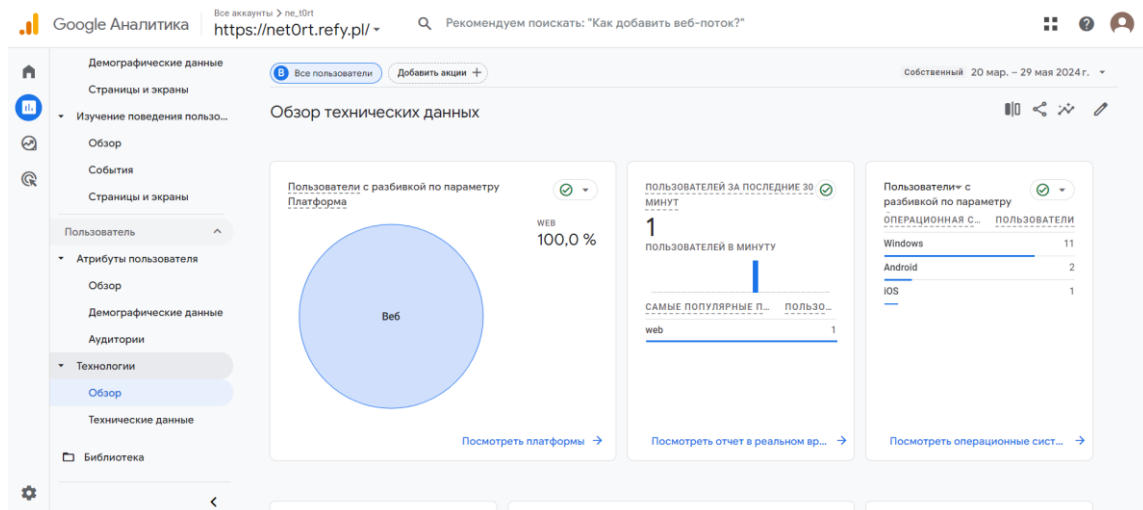 Google Аналитика
Все аккаунты > ne_t0rt
https://net0rt.refy.pl/
Рекомендуем поискать: "Как добавить веб-поток?"
Демографические данные
Страницы и экраны
Изучение поведения пользо...
Обзор
События
Страницы и экраны
Пользователь
Атрибуты пользователя
Обзор
Демографические данные
Аудитории
Технологии
Обзор
Технические данные
Библиотека
B Все пользователи
Добавить акции +
Собственный 20 мар. – 29 мая 2024 г.
Обзор технических данных
Пользователи с разбивкой по параметру
Платформа
WEB
100,0 %
Веб
Посмотреть платформы →
ПОЛЬЗОВАТЕЛЕЙ ЗА ПОСЛЕДНИЕ 30
МИНУТ
1
ПОЛЬЗОВАТЕЛЕЙ В МИНУТУ
САМЫЕ ПОПУЛЯРНЫЕ П... ПОЛЬЗО...
web 1
Посмотреть отчет в реальном вр... →
Пользователи с
разбивкой по параметру
ОПЕРАЦИОННАЯ С... ПОЛЬЗОВАТЕЛИ
Windows 11
Android 2
iOS 1
Посмотреть операционные сист... →